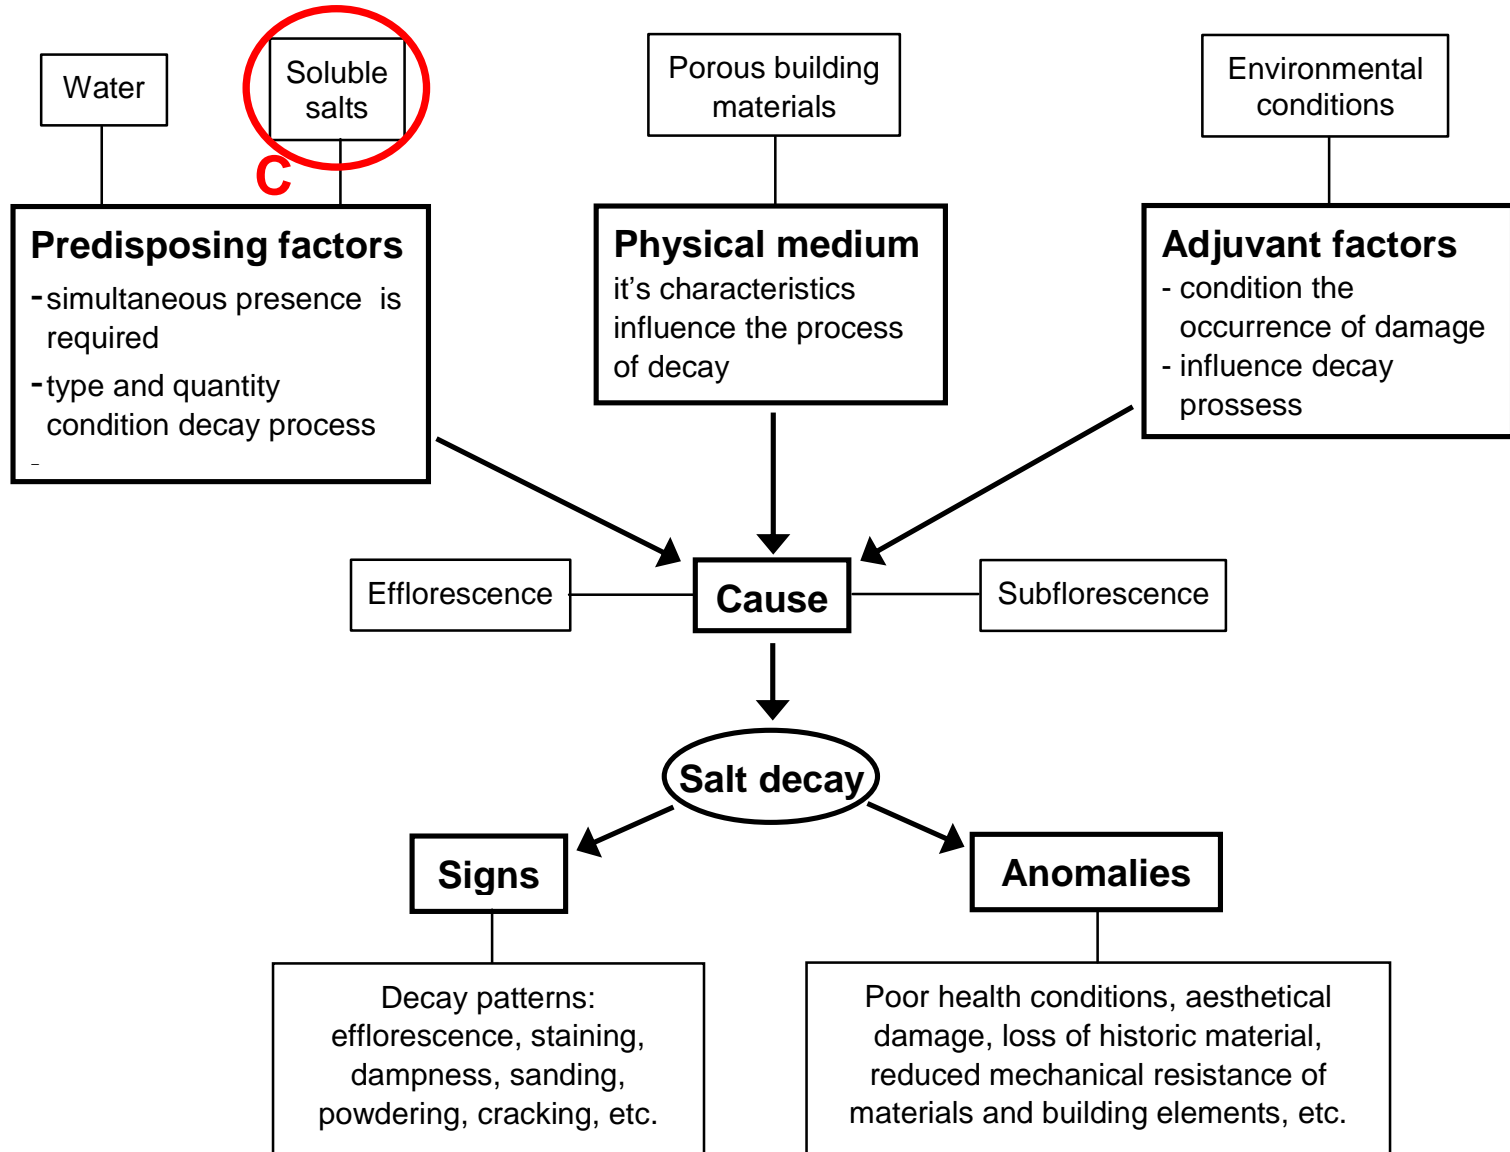 Water
Soluble
salts
C
Porous building
materials
Environmental
conditions
Predisposing factors
- simultaneous presence is
required
- type and quantity
condition decay process
-
Physical medium
it's characteristics
influence the process
of decay
Adjuvant factors
- condition the
occurrence of damage
- influence decay
prossess
Efflorescence
Cause
Subflorescence
Salt decay
Signs
Anomalies
Decay patterns:
efflorescence, staining,
dampness, sanding,
powdering, cracking, etc.
Poor health conditions, aesthetical
damage, loss of historic material,
reduced mechanical resistance of
materials and building elements, etc.